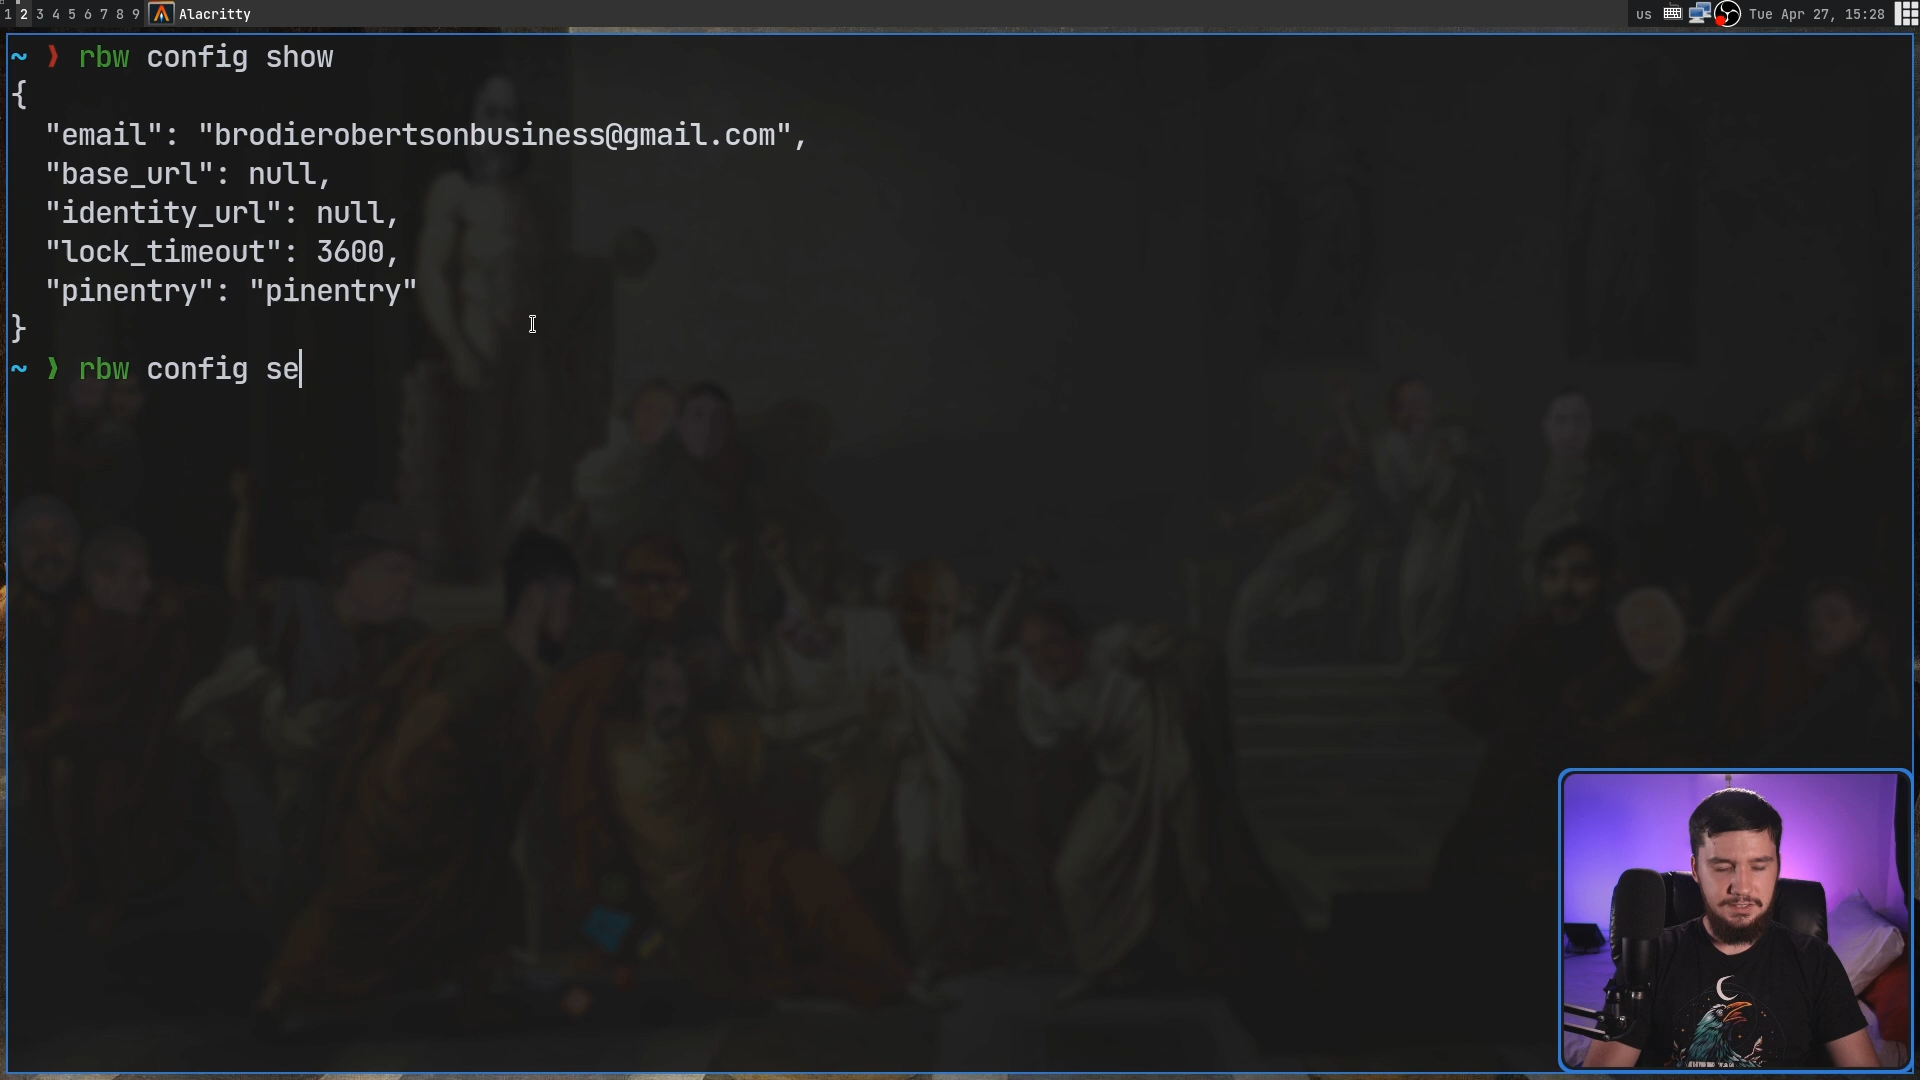 1 2 3 4 5 6 7 8 9 Alacritty us Tue Apr 27, 15:28
~ ❯ rbw config show
{
  "email": "brodierobertsonbusiness@gmail.com",
  "base_url": null,
  "identity_url": null,
  "lock_timeout": 3600,
  "pinentry": "pinentry"
}
~ ❯ rbw config se